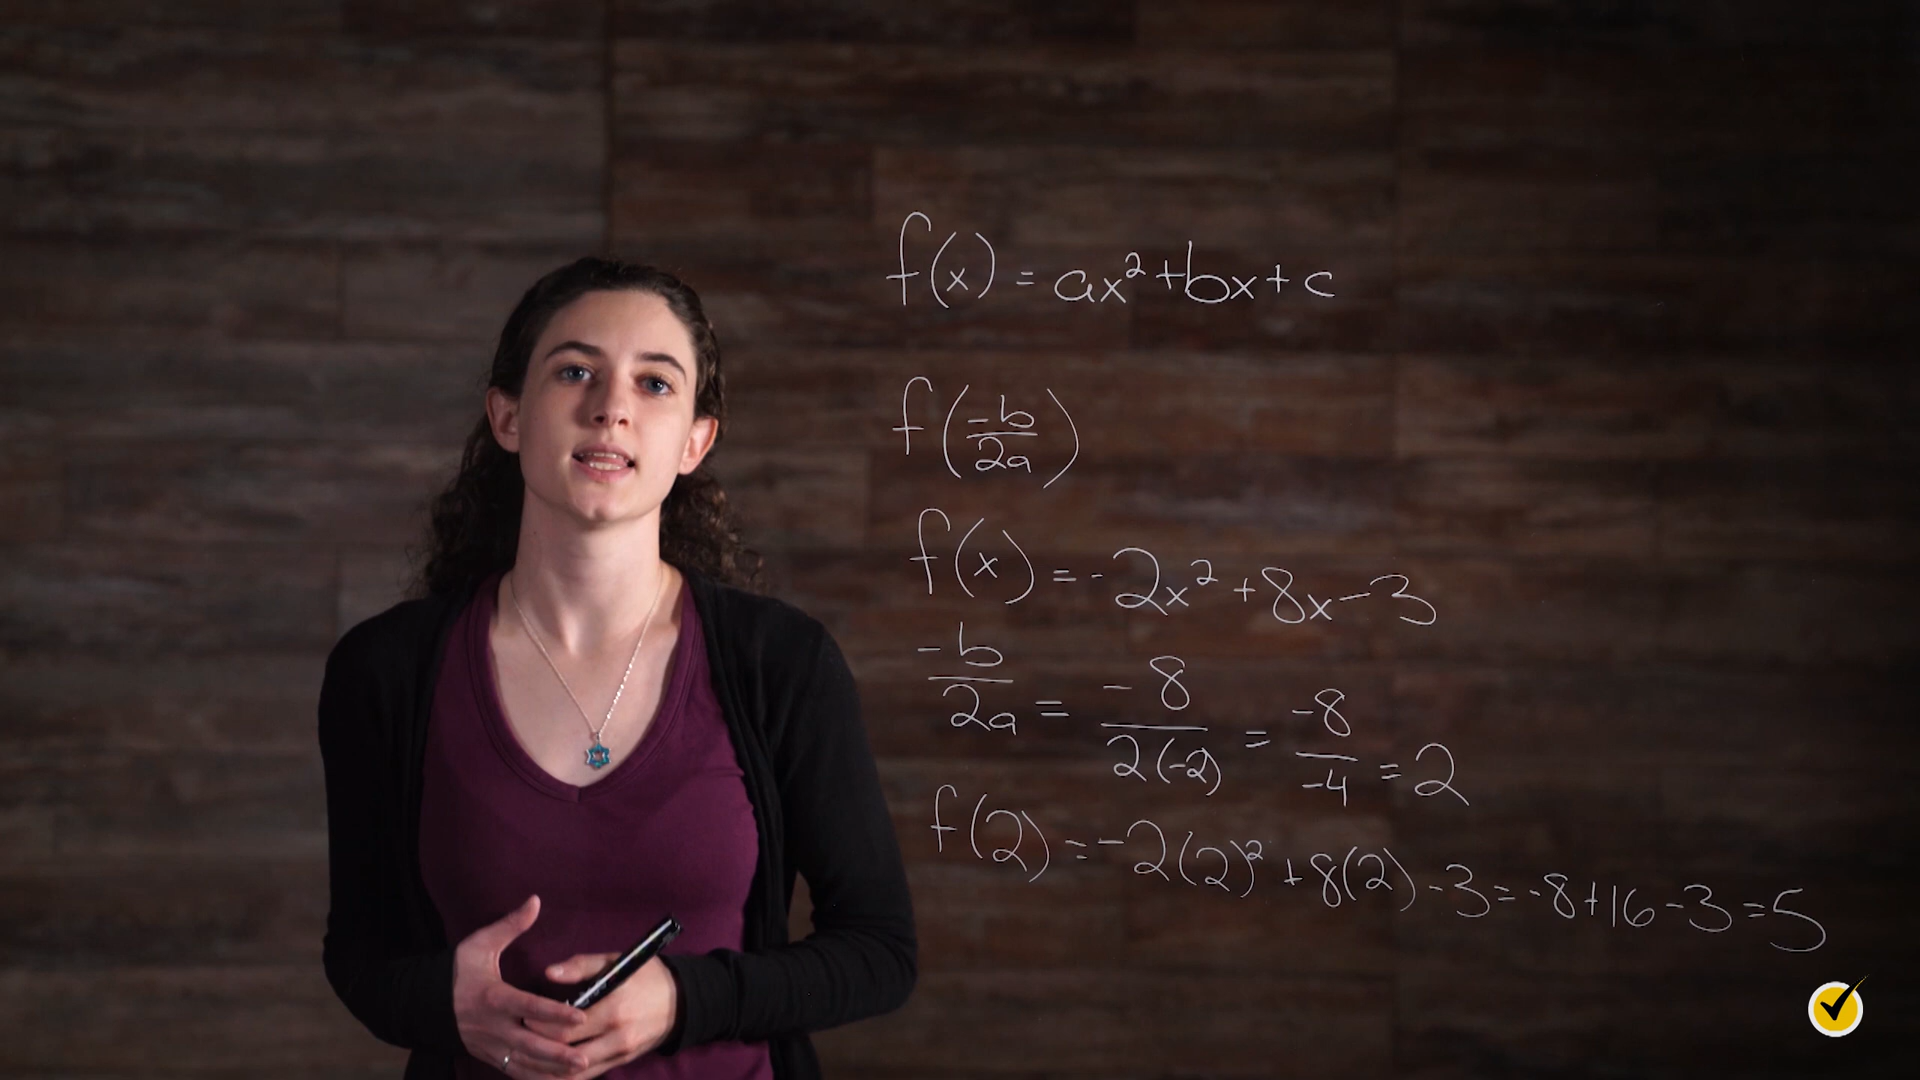 f(x) = ax² + bx + c
f(-b/2a)
f(x) = -2x² + 8x - 3
-b/2a = -8/2(-2) = -8/-4 = 2
f(2) = -2(2)² + 8(2) - 3 = -8 + 16 - 3 = 5